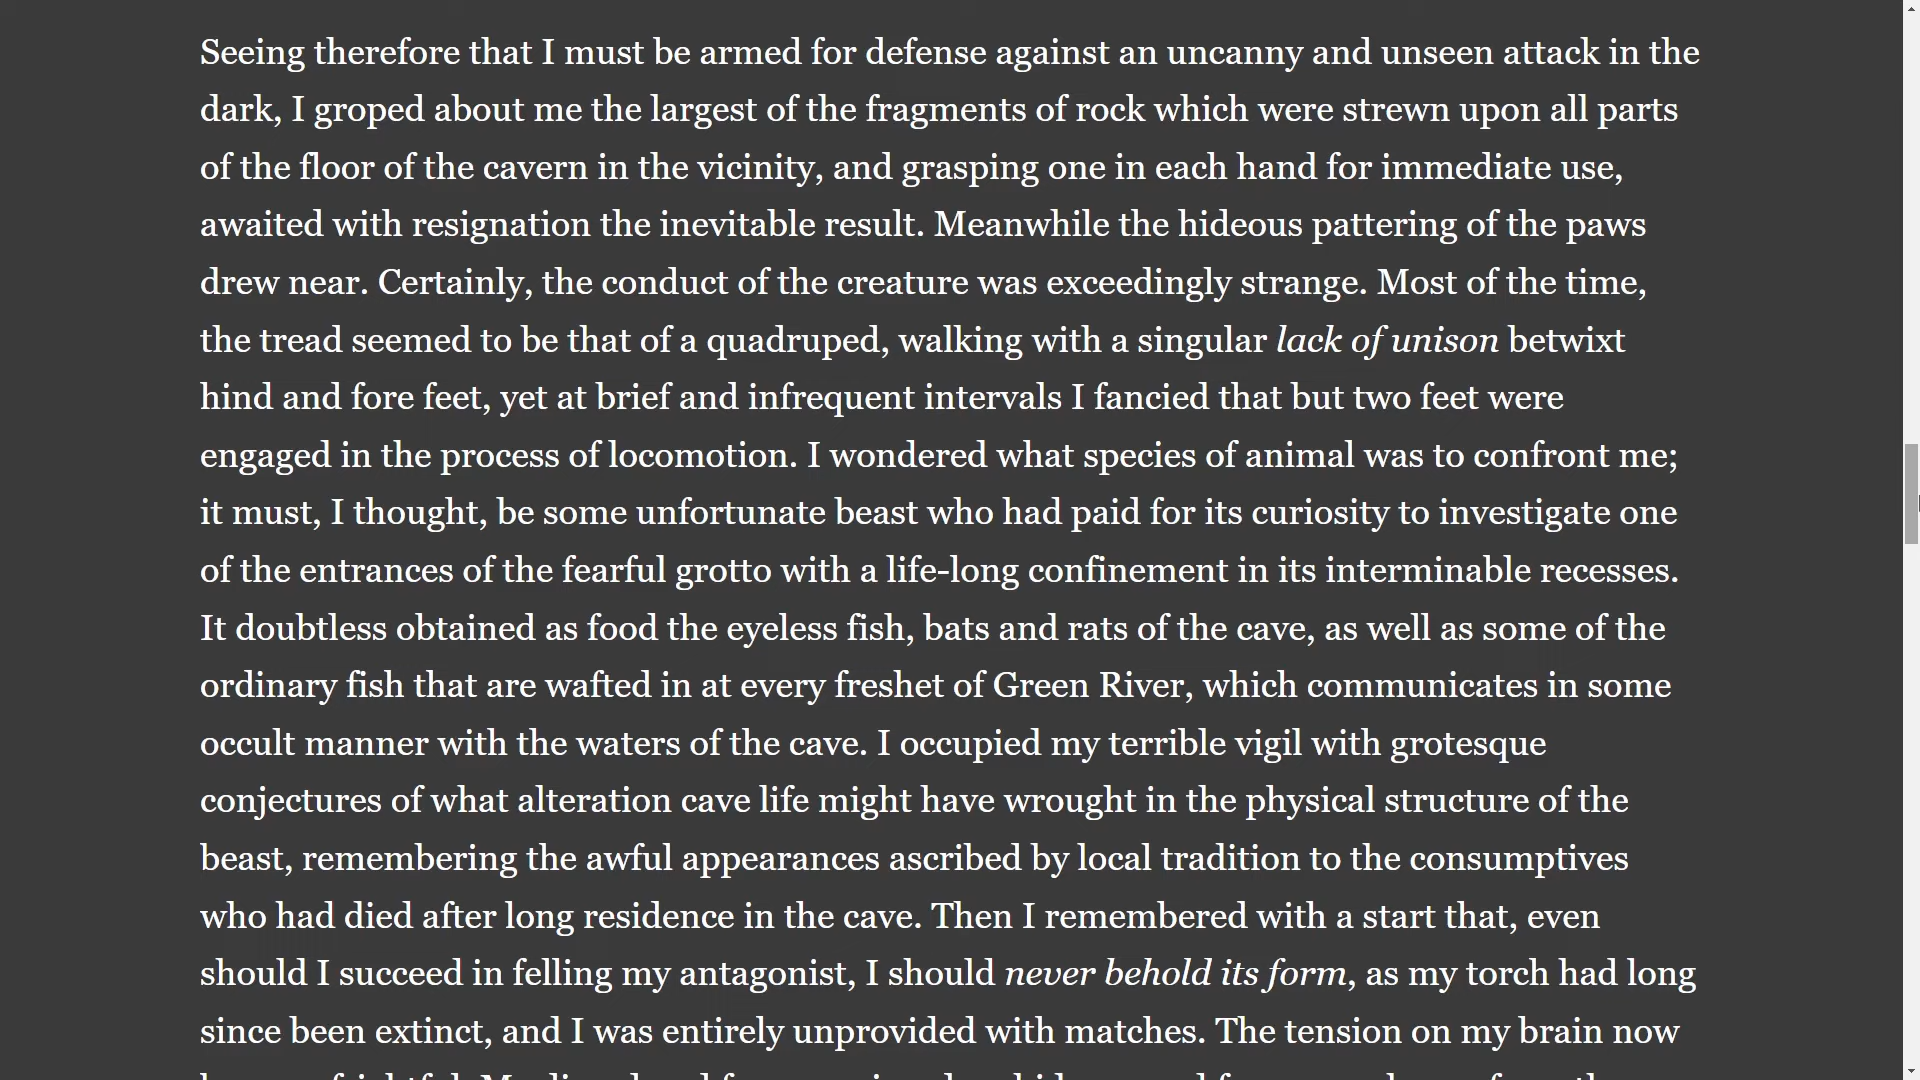 Seeing therefore that I must be armed for defense against an uncanny and unseen attack in the
dark, I groped about me the largest of the fragments of rock which were strewn upon all parts
of the floor of the cavern in the vicinity, and grasping one in each hand for immediate use,
awaited with resignation the inevitable result. Meanwhile the hideous pattering of the paws
drew near. Certainly, the conduct of the creature was exceedingly strange. Most of the time,
the tread seemed to be that of a quadruped, walking with a singular lack of unison betwixt
hind and fore feet, yet at brief and infrequent intervals I fancied that but two feet were
engaged in the process of locomotion. I wondered what species of animal was to confront me;
it must, I thought, be some unfortunate beast who had paid for its curiosity to investigate one
of the entrances of the fearful grotto with a life-long confinement in its interminable recesses.
It doubtless obtained as food the eyeless fish, bats and rats of the cave, as well as some of the
ordinary fish that are wafted in at every freshet of Green River, which communicates in some
occult manner with the waters of the cave. I occupied my terrible vigil with grotesque
conjectures of what alteration cave life might have wrought in the physical structure of the
beast, remembering the awful appearances ascribed by local tradition to the consumptives
who had died after long residence in the cave. Then I remembered with a start that, even
should I succeed in felling my antagonist, I should never behold its form, as my torch had long
since been extinct, and I was entirely unprovided with matches. The tension on my brain now